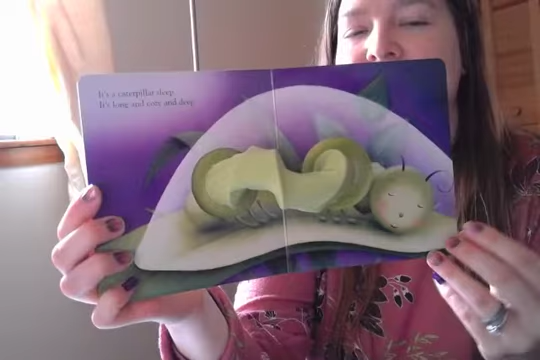 It's a caterpillar sleep.
It's long and cozy and deep.